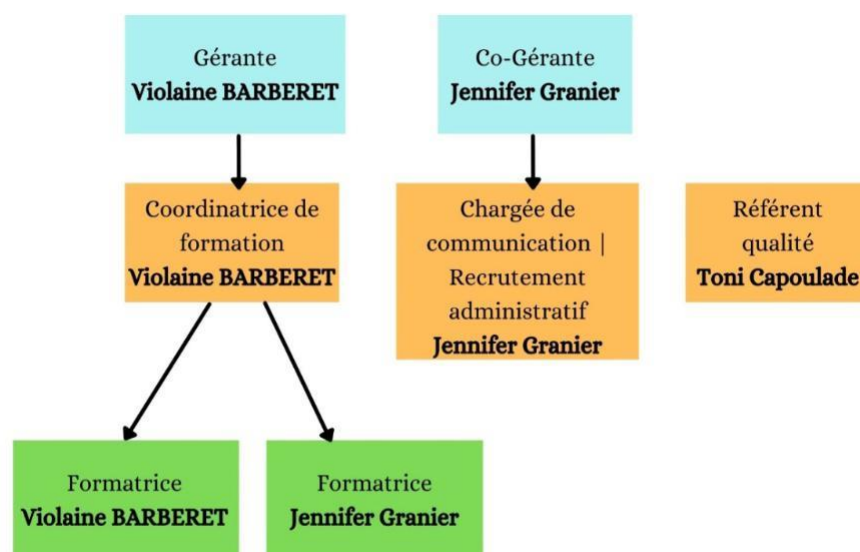 Gérante
Violaine BARBERET
Co-Gérante
Jennifer Granier
Coordinatrice de
formation
Violaine BARBERET
Chargée de
communication |
Recrutement
administratif
Jennifer Granier
Référent
qualité
Toni Capoulade
Formatrice
Violaine BARBERET
Formatrice
Jennifer Granier